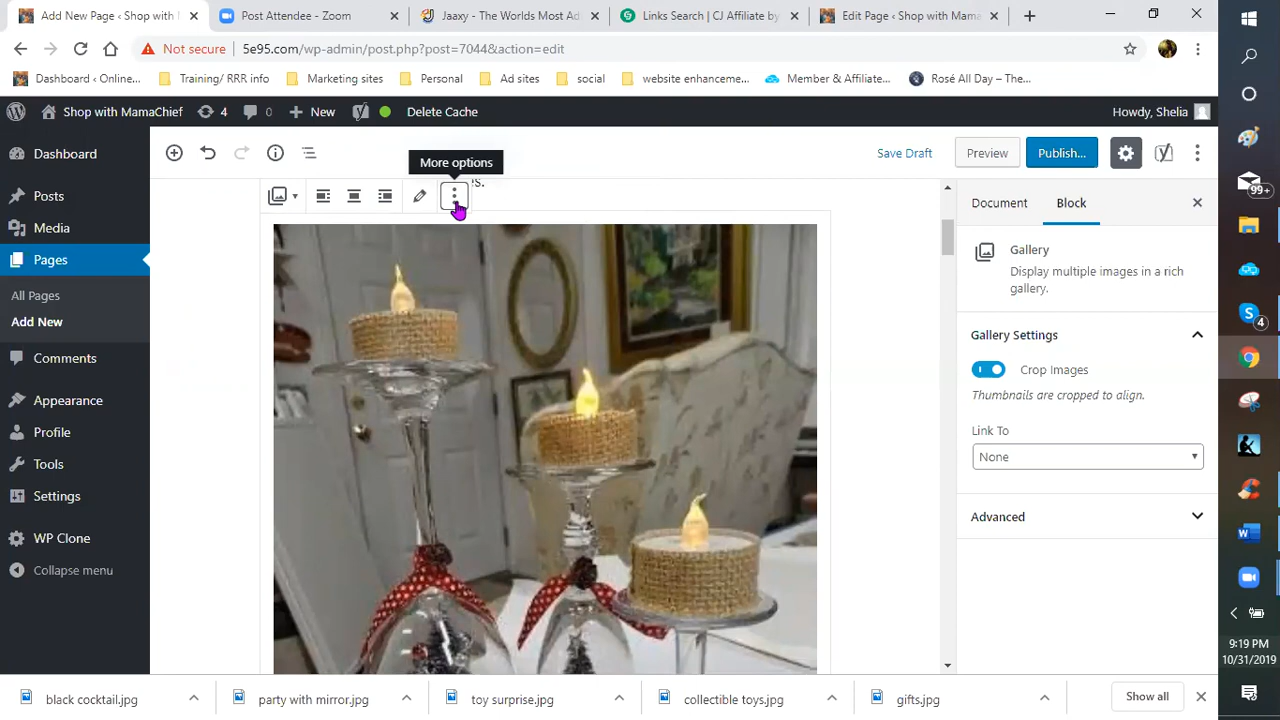 Add New Page ‹ Shop with M
Post Attendee - Zoom
Jaaxy - The Worlds Most Ad
Links Search | CJ Affiliate by
Edit Page ‹ Shop with Mama
Not secure
5e95.com/wp-admin/post.php?post=7044&action=edit
Dashboard ‹ Online...
Training/ RRR info
Marketing sites
Personal
Ad sites
social
website enhanceme...
Member & Affiliate...
Rosé All Day – The...
Shop with MamaChief
4
0
New
Delete Cache
Howdy, Shelia
Dashboard
Posts
Media
Pages
All Pages
Add New
Comments
Appearance
Profile
Tools
Settings
WP Clone
Collapse menu
More options
s.
Save Draft
Preview
Publish...
Document
Block
Gallery
Display multiple images in a rich
gallery.
Gallery Settings
Crop Images
Thumbnails are cropped to align.
Link To
None
Advanced
99+
4
9:19 PM
10/31/2019
black cocktail.jpg
party with mirror.jpg
toy surprise.jpg
collectible toys.jpg
gifts.jpg
Show all